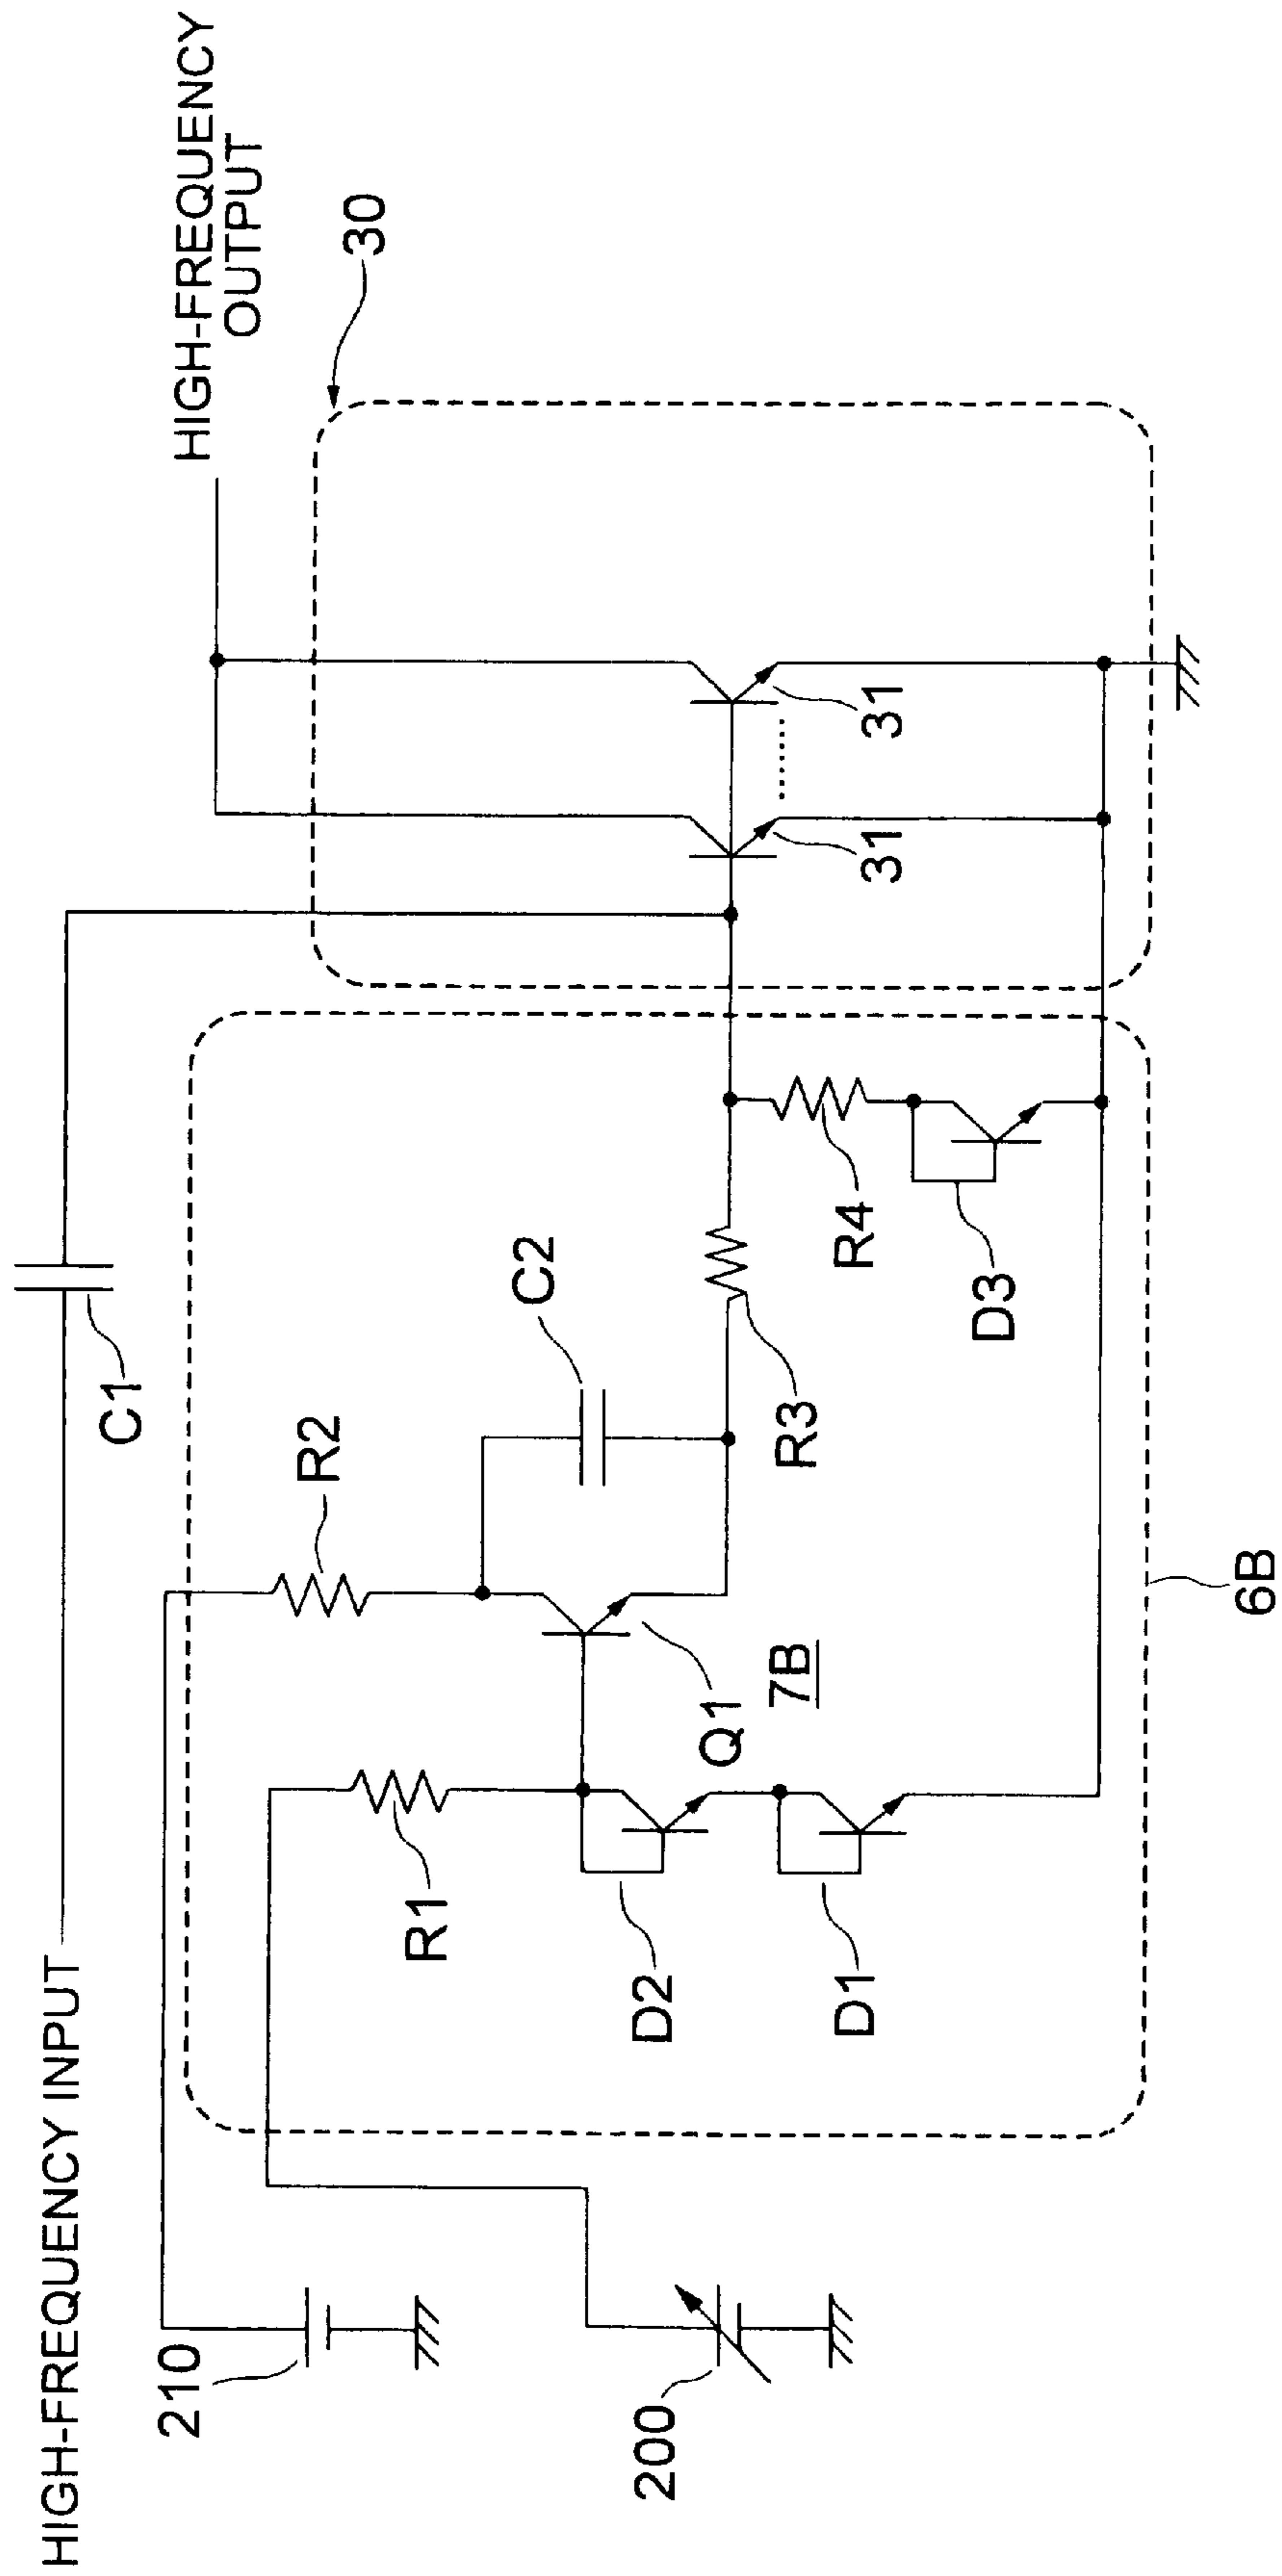 HIGH-FREQUENCY INPUT
C1
HIGH-FREQUENCY
OUTPUT
30
210
R2
R1
C2
200
D2
Q1
7B
R3
R4
31
31
D1
D3
6B